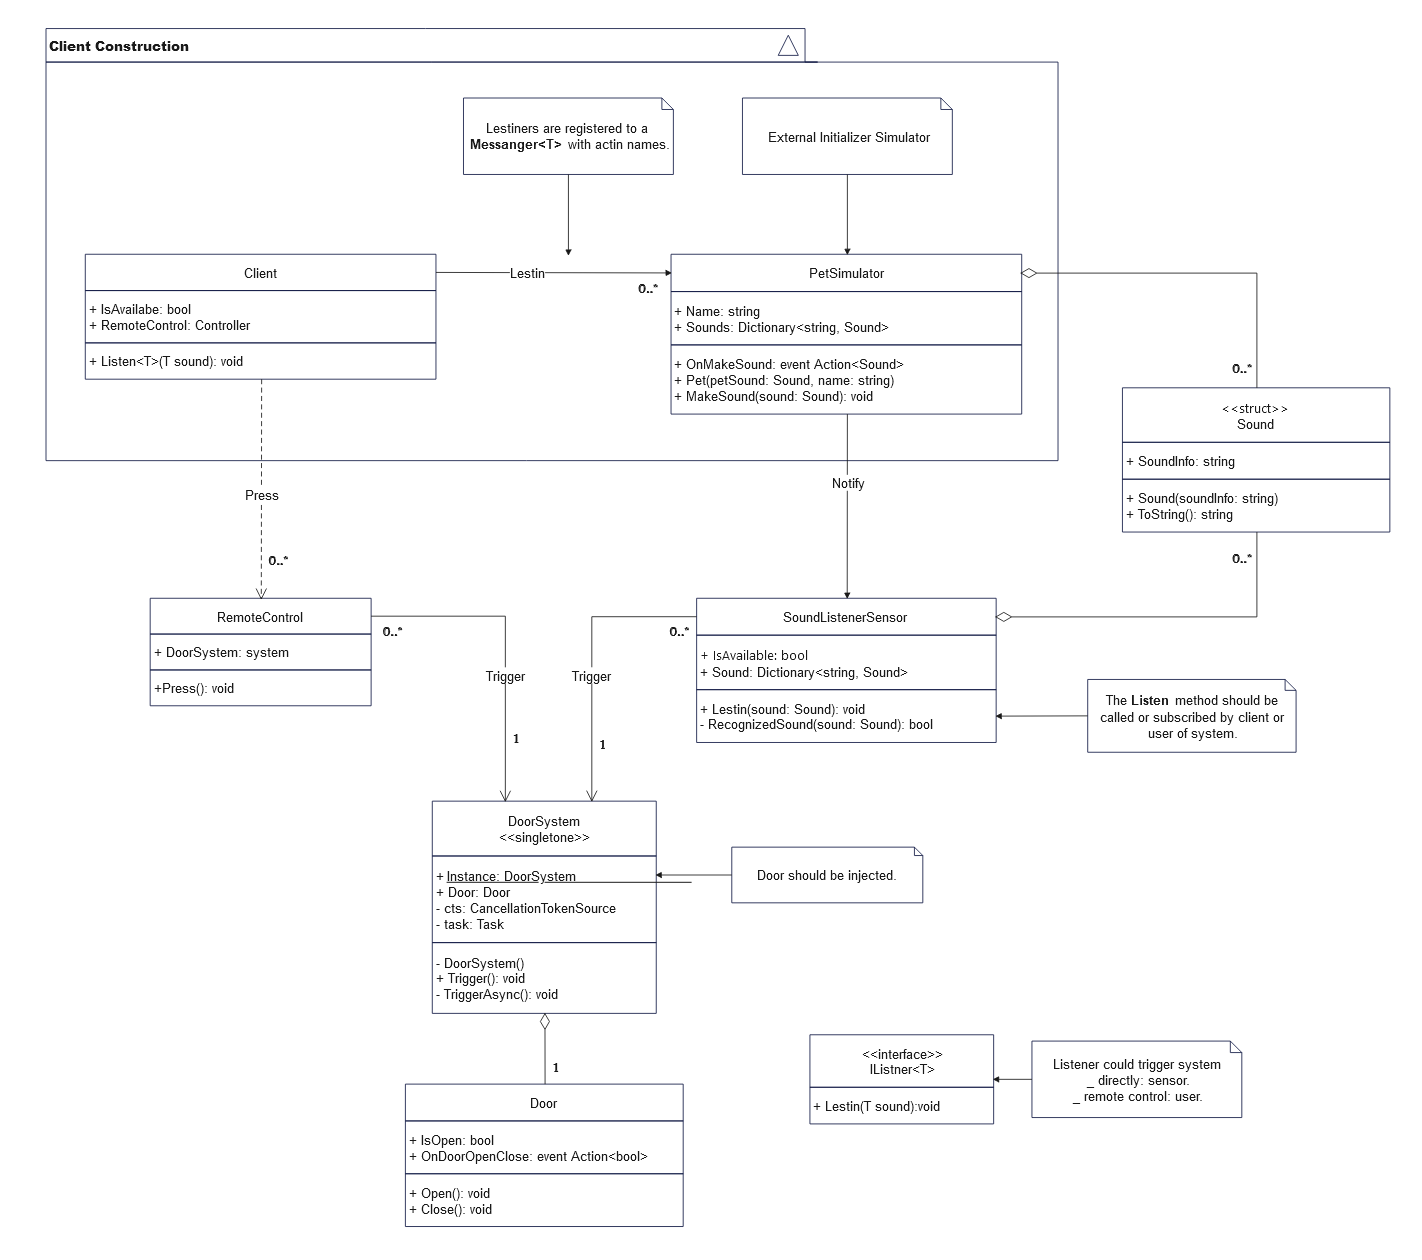 Client Construction
Lestiners are registered to a
Messanger<T> with actin names.
External Initializer Simulator
Client
+ IsAvailabe: bool
+ RemoteControl: Controller
+ Listen<T>(T sound): void
Lestin
0..*
PetSimulator
+ Name: string
+ Sounds: Dictionary<string, Sound>
+ OnMakeSound: event Action<Sound>
+ Pet(petSound: Sound, name: string)
+ MakeSound(sound: Sound): void
0..*
<<struct>>
Sound
+ SoundInfo: string
+ Sound(soundInfo: string)
+ ToString(): string
0..*
Press
0..*
Notify
RemoteControl
+ DoorSystem: system
+Press(): void
0..*
Trigger
1
SoundListenerSensor
+ IsAvailable: bool
+ Sound: Dictionary<string, Sound>
+ Lestin(sound: Sound): void
- RecognizedSound(sound: Sound): bool
0..*
Trigger
1
The Listen method should be
called or subscribed by client or
user of system.
DoorSystem
<<singletone>>
+ Instance: DoorSystem
+ Door: Door
- cts: CancellationTokenSource
- task: Task
- DoorSystem()
+ Trigger(): void
- TriggerAsync(): void
Door should be injected.
1
Door
+ IsOpen: bool
+ OnDoorOpenClose: event Action<bool>
+ Open(): void
+ Close(): void
<<interface>>
IListner<T>
+ Lestin(T sound):void
Listener could trigger system
_ directly: sensor.
_ remote control: user.